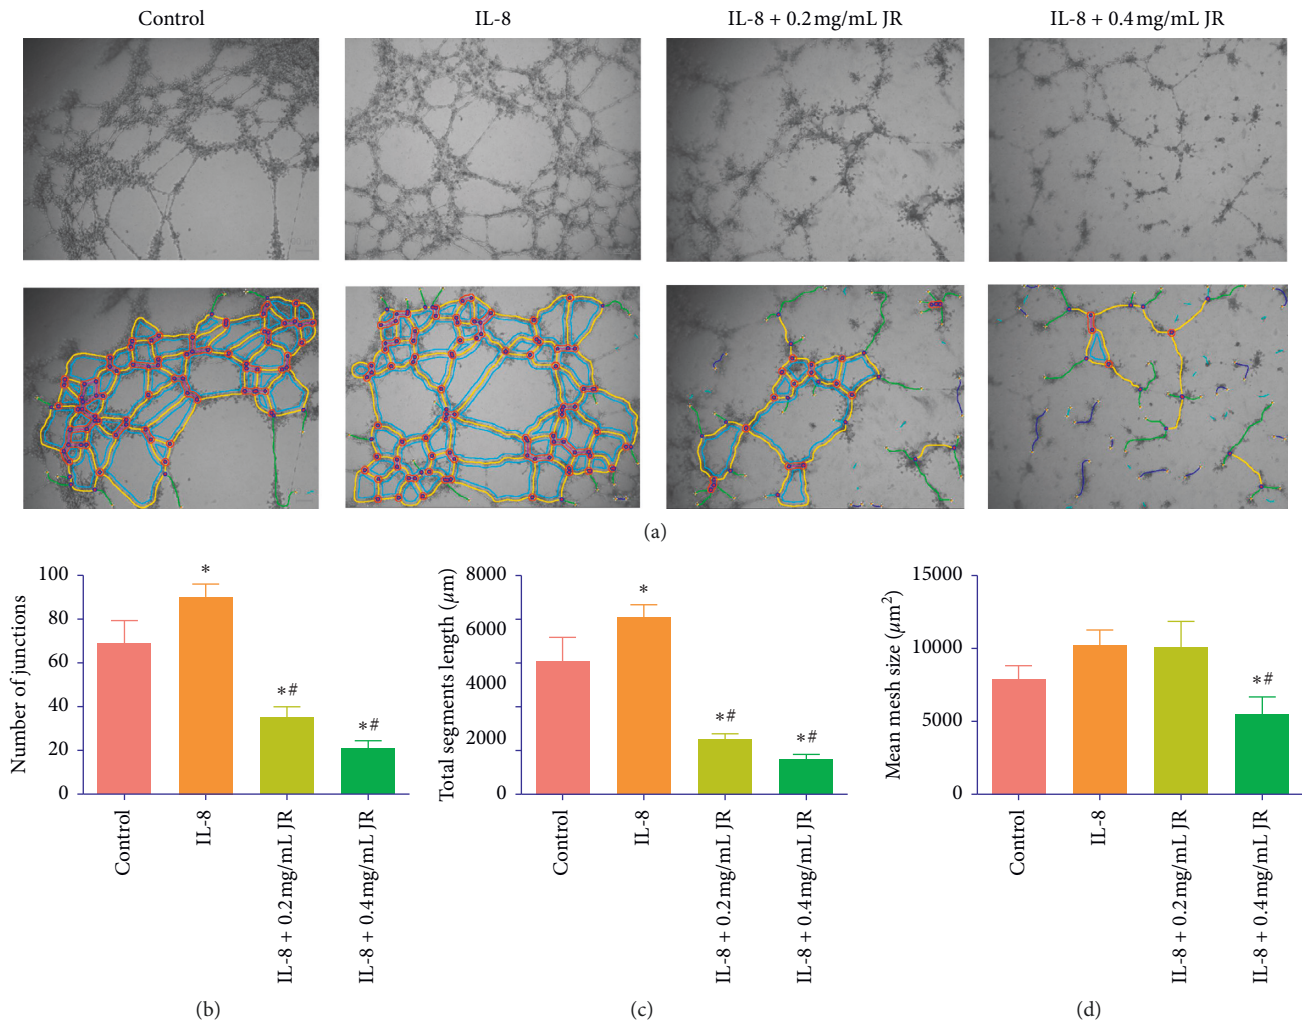 Control IL-8 IL-8 + 0.2 mg/mL JR IL-8 + 0.4 mg/mL JR
(a)
Number of junctions
100
80
60
40
20
0
*
*#
*#
Control
IL-8
IL-8 + 0.2 mg/mL JR
IL-8 + 0.4 mg/mL JR
(b)
Total segments length (μm)
8000
6000
4000
2000
0
*
*#
*#
Control
IL-8
IL-8 + 0.2 mg/mL JR
IL-8 + 0.4 mg/mL JR
(c)
Mean mesh size (μm²)
15000
10000
5000
0
*#
Control
IL-8
IL-8 + 0.2 mg/mL JR
IL-8 + 0.4 mg/mL JR
(d)